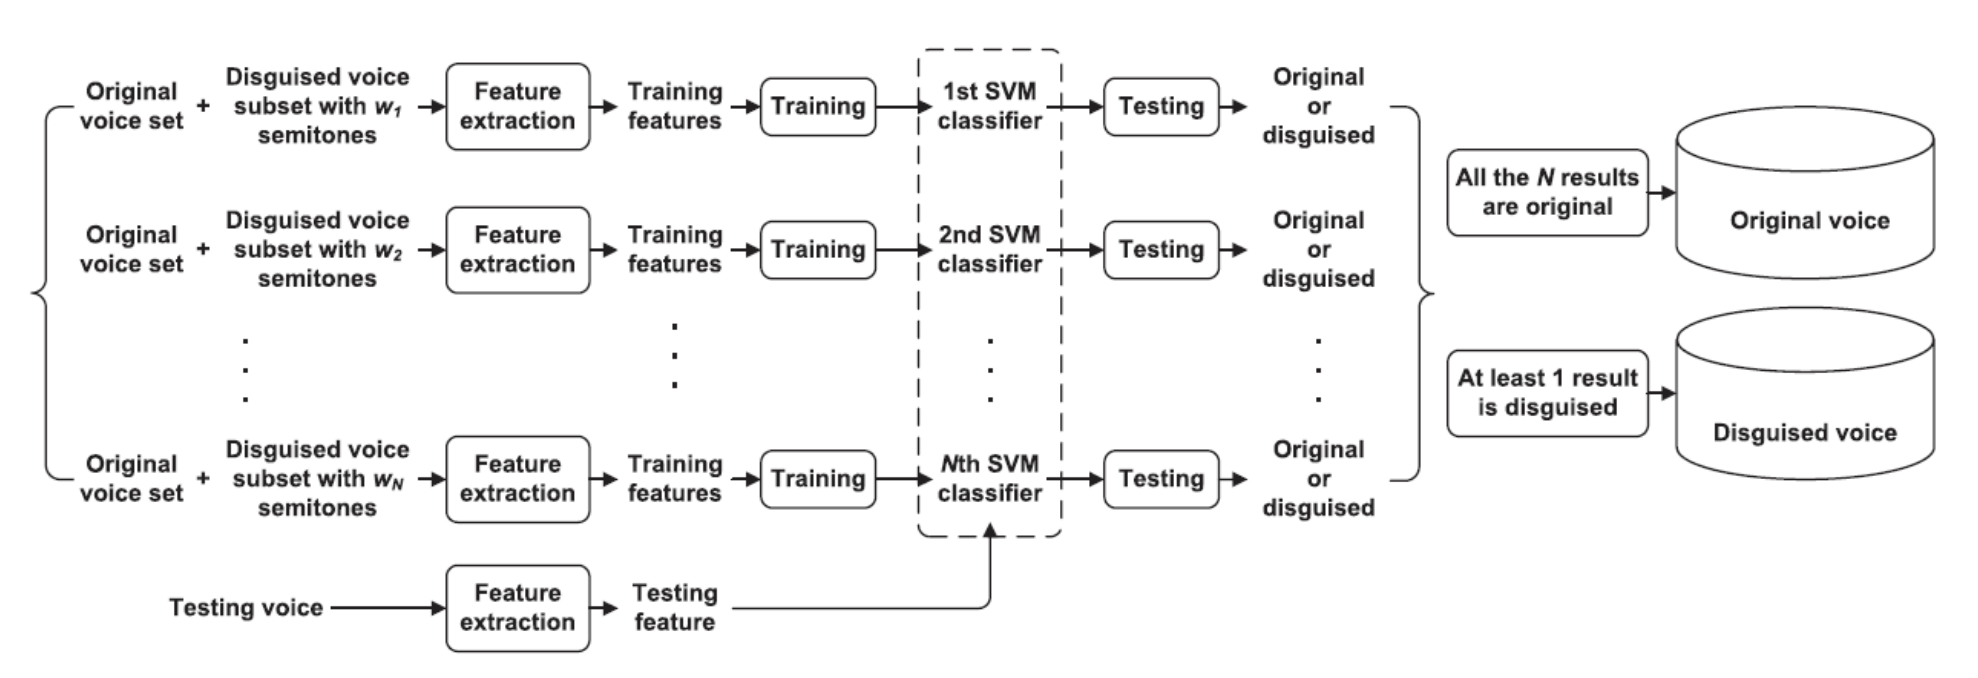 Original
voice set
+
Disguised voice
subset with w1
semitones
Feature
extraction
Training
features
Training
1st SVM
classifier
Testing
Original
or
disguised
Original
voice set
+
Disguised voice
subset with w2
semitones
Feature
extraction
Training
features
Training
2nd SVM
classifier
Testing
Original
or
disguised
Original
voice set
+
Disguised voice
subset with wN
semitones
Feature
extraction
Training
features
Training
Nth SVM
classifier
Testing
Original
or
disguised
All the N results
are original
Original voice
At least 1 result
is disguised
Disguised voice
Testing voice
Feature
extraction
Testing
feature